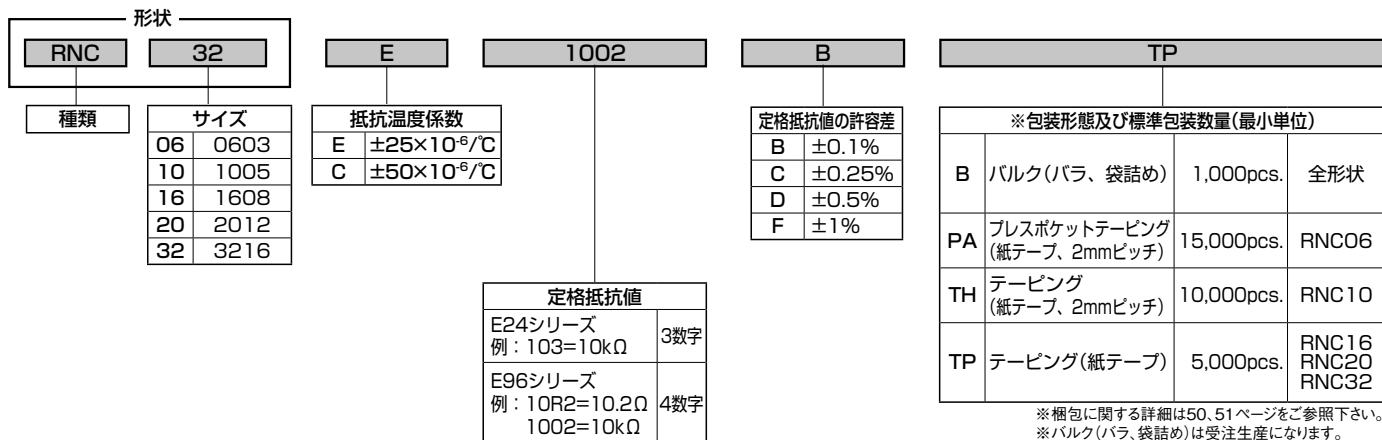 形状
RNC 32 E 1002 B TP
種類
サイズ
06 0603
10 1005
16 1608
20 2012
32 3216
抵抗温度係数
E ±25×10-6/℃
C ±50×10-6/℃
定格抵抗値
E24シリーズ
例：103=10kΩ
3数字
E96シリーズ
例：10R2=10.2Ω
1002=10kΩ
4数字
定格抵抗値の許容差
B ±0.1%
C ±0.25%
D ±0.5%
F ±1%
※包装形態及び標準包装数量(最小単位)
B バルク(バラ、袋詰め) 1,000pcs. 全形状
PA プレスポケットテーピング
(紙テープ、2mmピッチ) 15,000pcs. RNC06
TH テーピング
(紙テープ、2mmピッチ) 10,000pcs. RNC10
TP テーピング(紙テープ) 5,000pcs. RNC16
RNC20
RNC32
※梱包に関する詳細は50、51ページをご参照下さい。
※バルク(バラ、袋詰め)は受注生産になります。